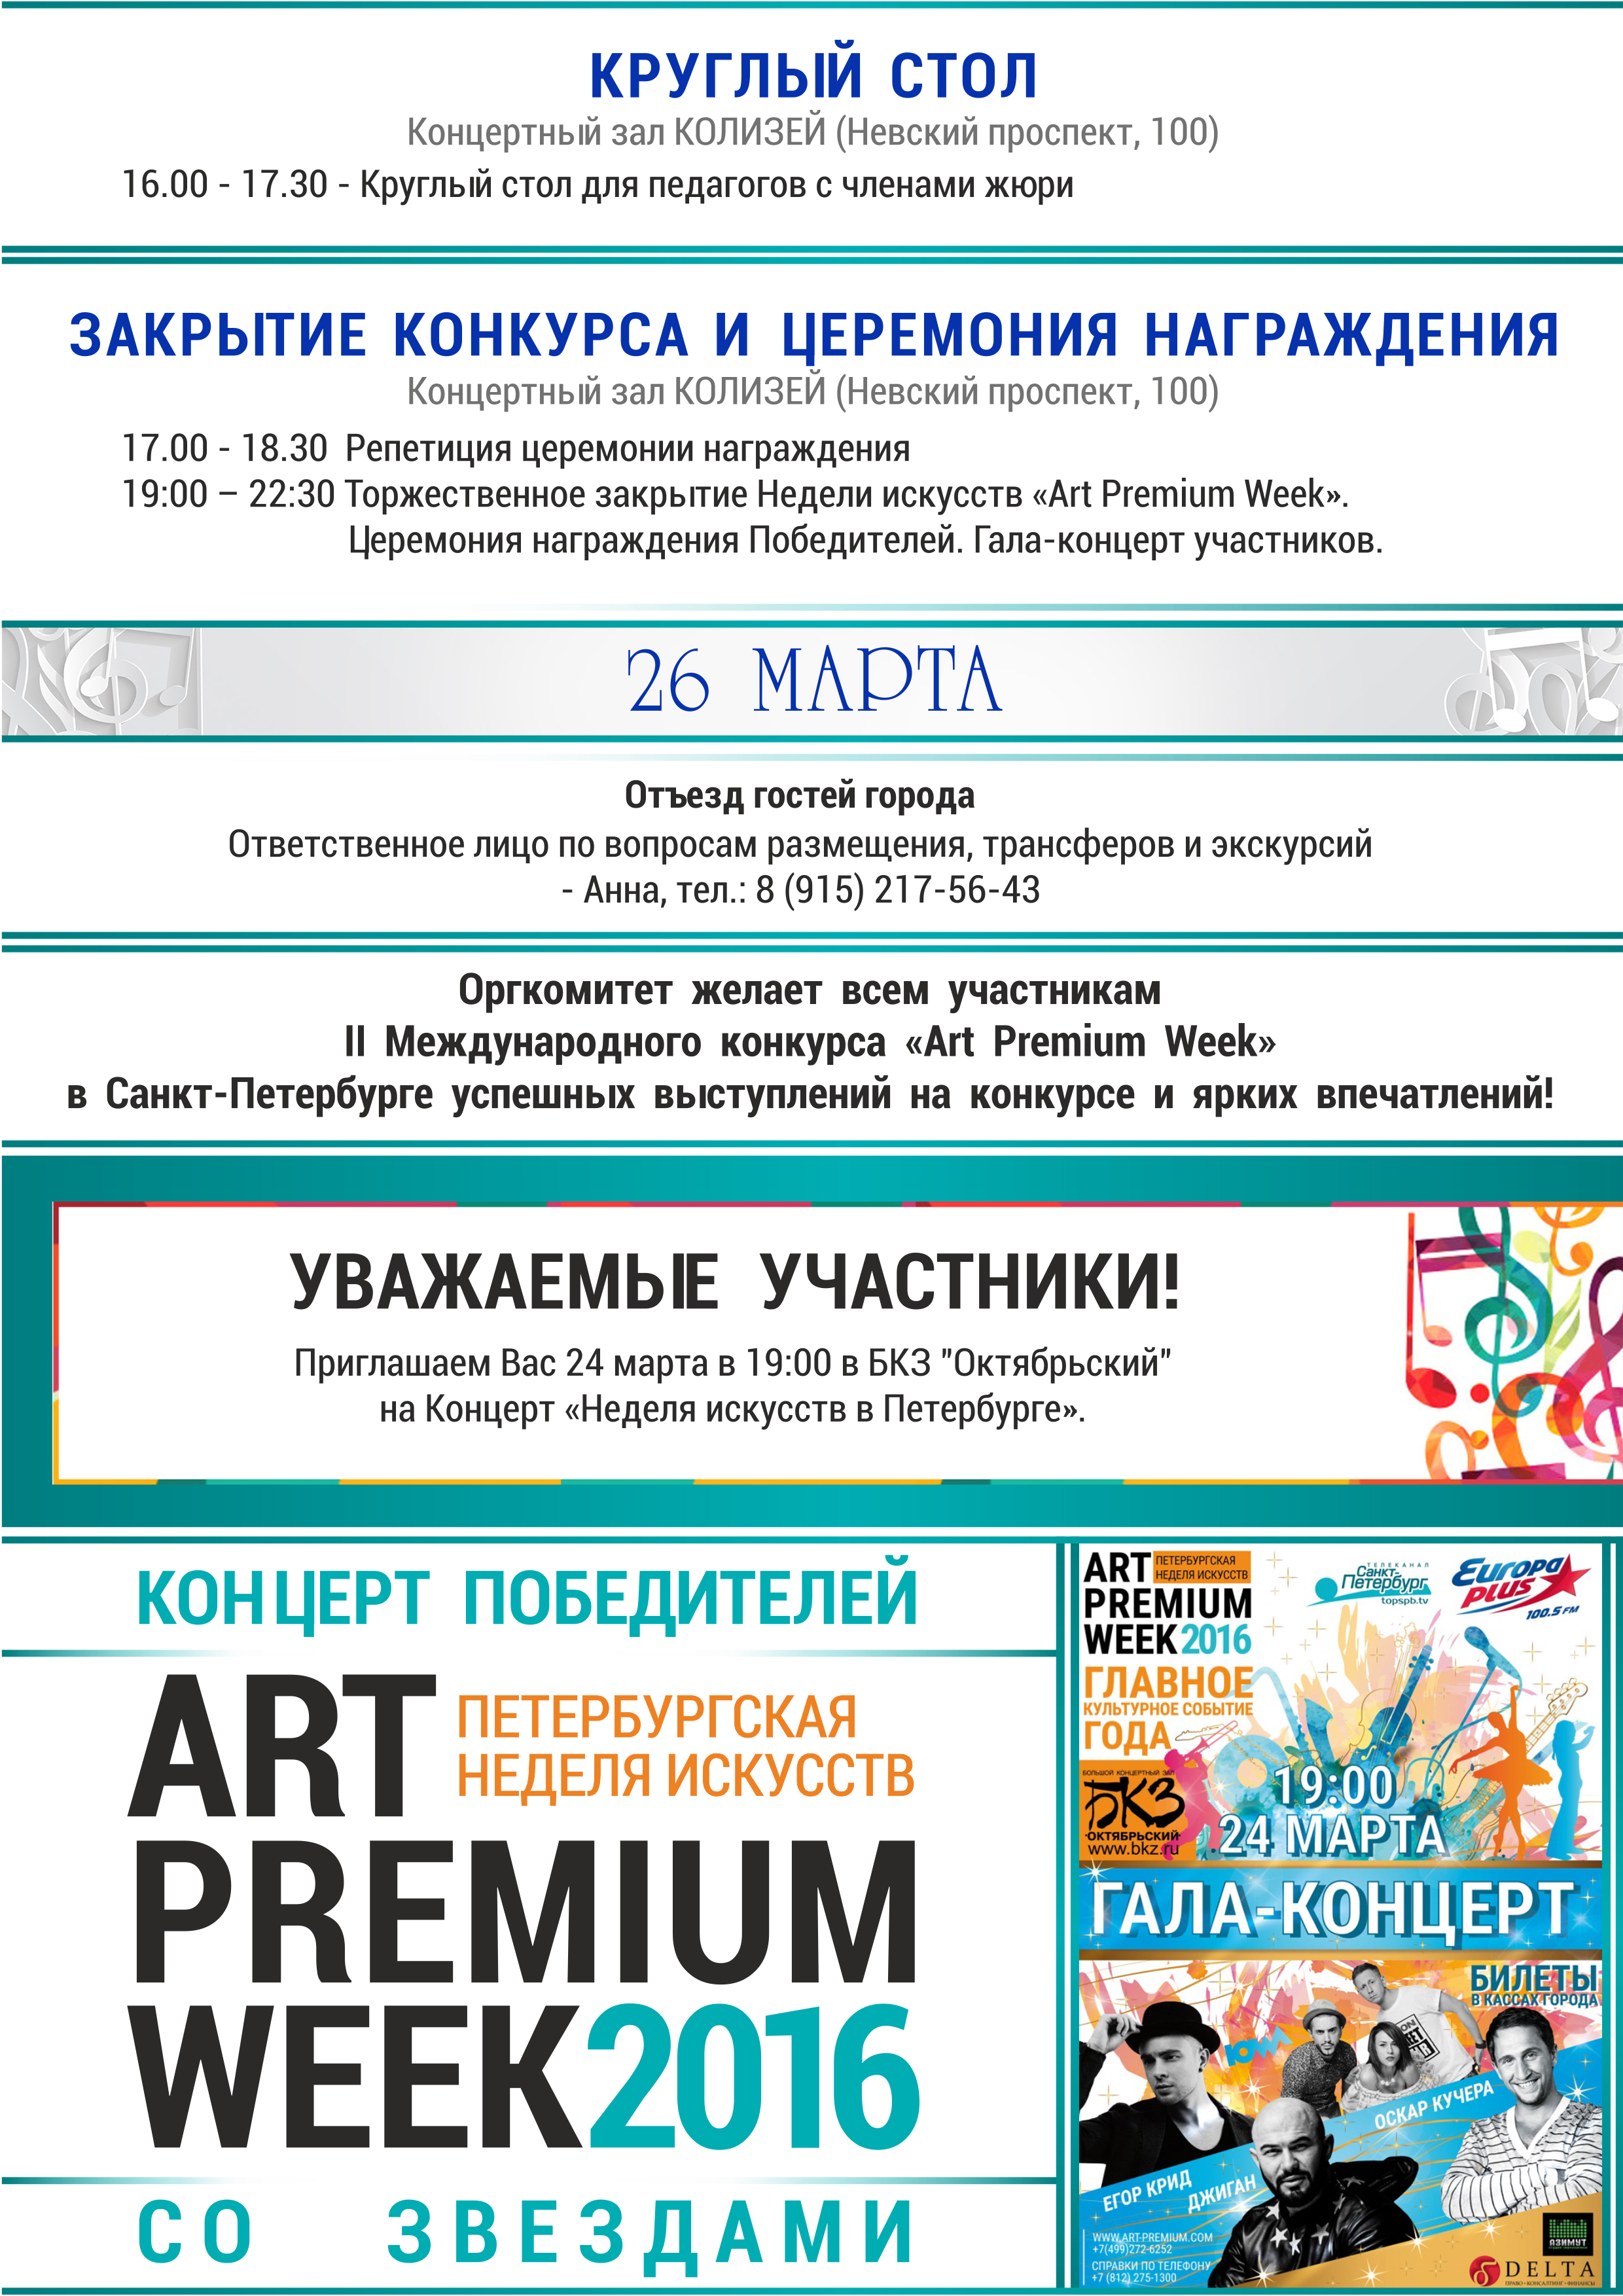 КРУГЛЫЙ СТОЛ
Концертный зал КОЛИЗЕЙ (Невский проспект, 100)
16.00 - 17.30 - Круглый стол для педагогов с членами жюри
ЗАКРЫТИЕ КОНКУРСА И ЦЕРЕМОНИЯ НАГРАЖДЕНИЯ
Концертный зал КОЛИЗЕЙ (Невский проспект, 100)
17.00 - 18.30 Репетиция церемонии награждения
19:00 – 22:30 Торжественное закрытие Недели искусств «Art Premium Week».
Церемония награждения Победителей. Гала-концерт участников.
26 МАРТА
Отъезд гостей города
Ответственное лицо по вопросам размещения, трансферов и экскурсий
- Анна, тел.: 8 (915) 217-56-43
Оргкомитет желает всем участникам
II Международного конкурса «Art Premium Week»
в Санкт-Петербурге успешных выступлений на конкурсе и ярких впечатлений!
УВАЖАЕМЫЕ УЧАСТНИКИ!
Приглашаем Вас 24 марта в 19:00 в БКЗ "Октябрьский"
на Концерт «Неделя искусств в Петербурге».
КОНЦЕРТ ПОБЕДИТЕЛЕЙ
ART
ПЕТЕРБУРГСКАЯ
НЕДЕЛЯ ИСКУССТВ
PREMIUM
WEEK2016
СО ЗВЕЗДАМИ
ART
ПЕТЕРБУРГСКАЯ
НЕДЕЛЯ ИСКУССТВ
PREMIUM
WEEK2016
ТЕЛЕКАНАЛ
Санкт-
Петербург
topspb.tv
Europa
PLUS
100.5 FM
ГЛАВНОЕ
КУЛЬТУРНОЕ СОБЫТИЕ
ГОДА
БОЛЬШОЙ КОНЦЕРТНЫЙ ЗАЛ
БКЗ
ОКТЯБРЬСКИЙ
www.bkz.ru
19:00
24 МАРТА
ГАЛА-КОНЦЕРТ
БИЛЕТЫ
В КАССАХ ГОРОДА
IOWA
ОСКАР КУЧЕРА
ЕГОР КРИД
ДЖИГАН
WWW.ART-PREMIUM.COM
+7(499)272-6252
СПРАВКИ ПО ТЕЛЕФОНУ
+7 (812) 275-1300
АЗИМУТ
DELTA
ПРАВО • КОНСАЛТИНГ • ФИНАНСЫ